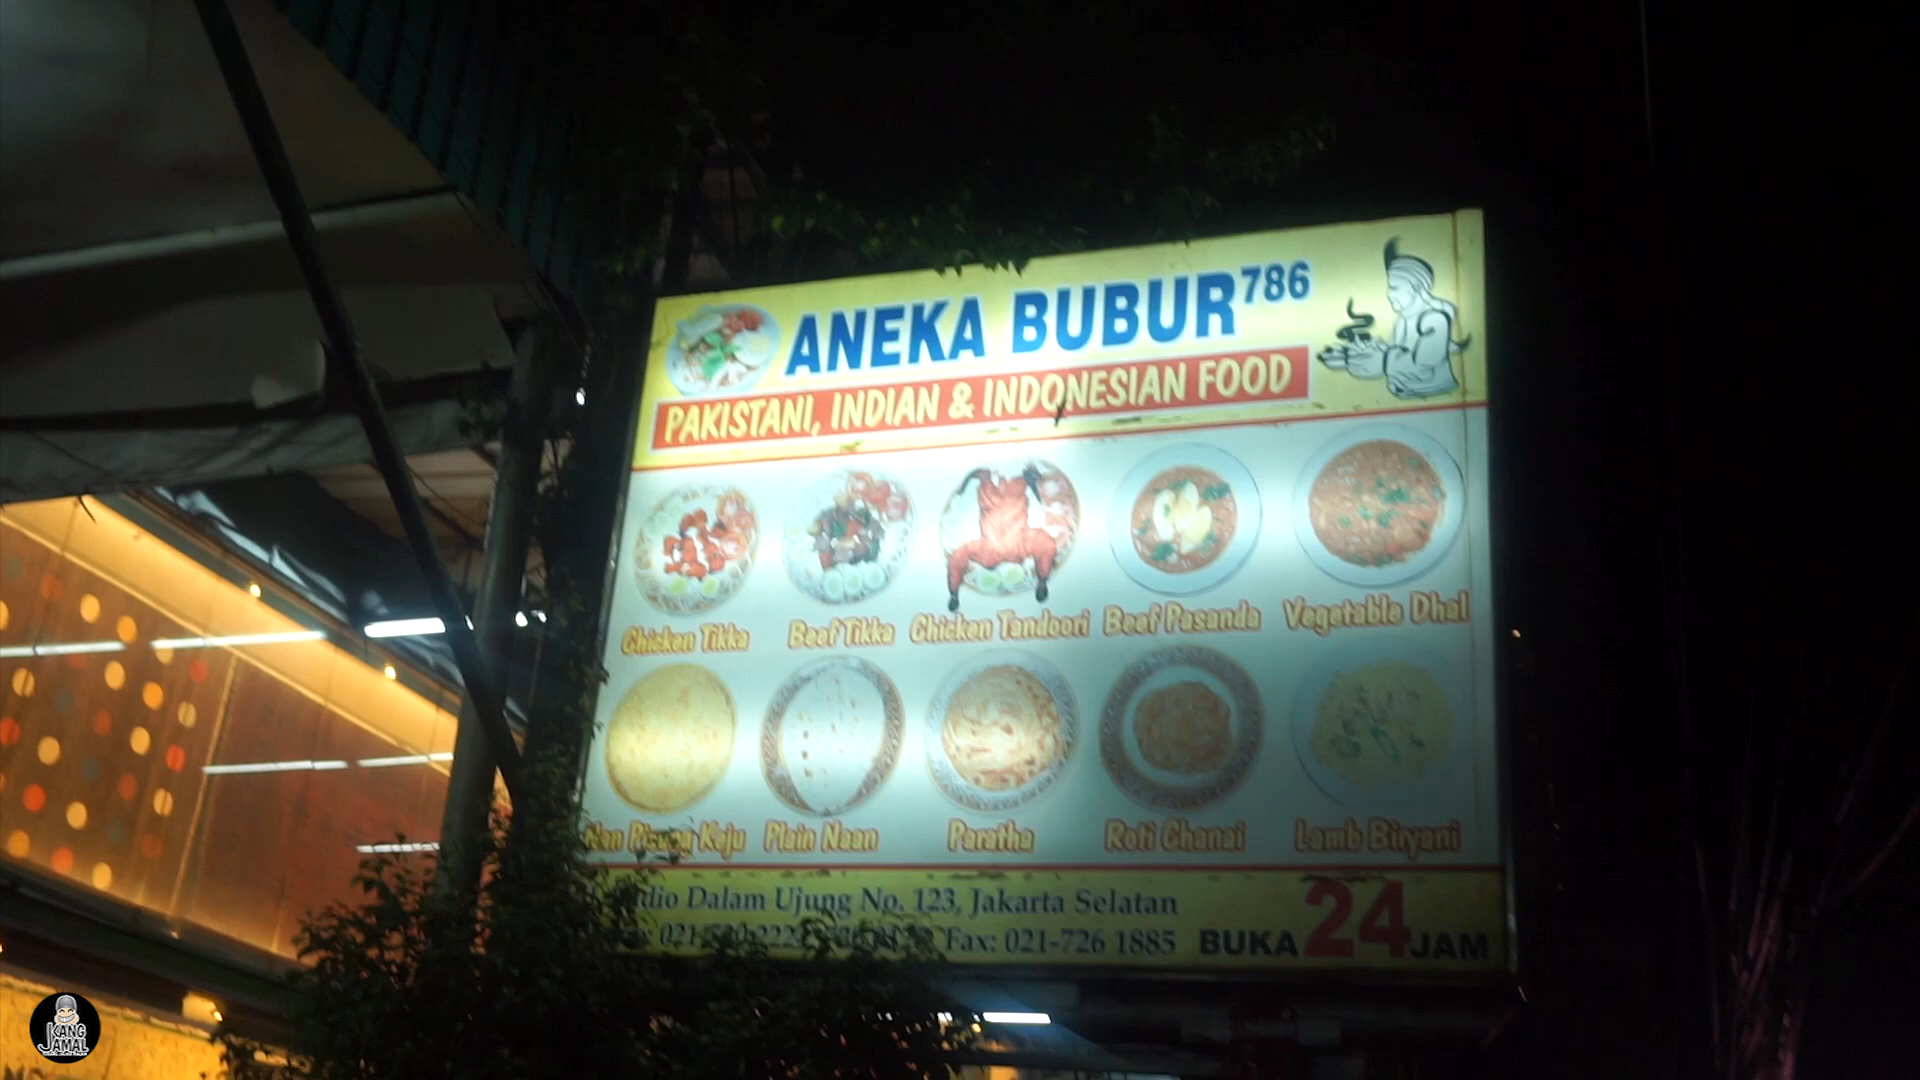 ANEKA BUBUR 786
PAKISTANI, INDIAN & INDONESIAN FOOD
Chicken Tikka Beef Tikka Chicken Tandoori Beef Pasanda Vegetable Dhal
Keju Plain Naan Paratha Roti Chanai Lamb Biryani
Dalam Ujung No. 123, Jakarta Selatan
Fax: 021-726 1885 BUKA 24 JAM
KANG
JAMAL